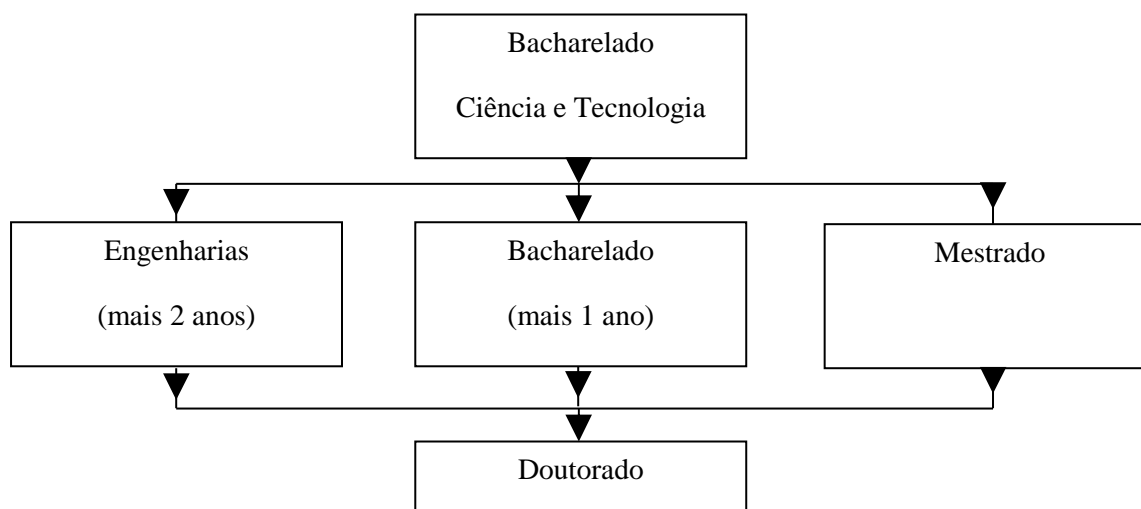 Bacharelado
Ciência e Tecnologia
Engenharias
(mais 2 anos)
Bacharelado
(mais 1 ano)
Mestrado
Doutorado